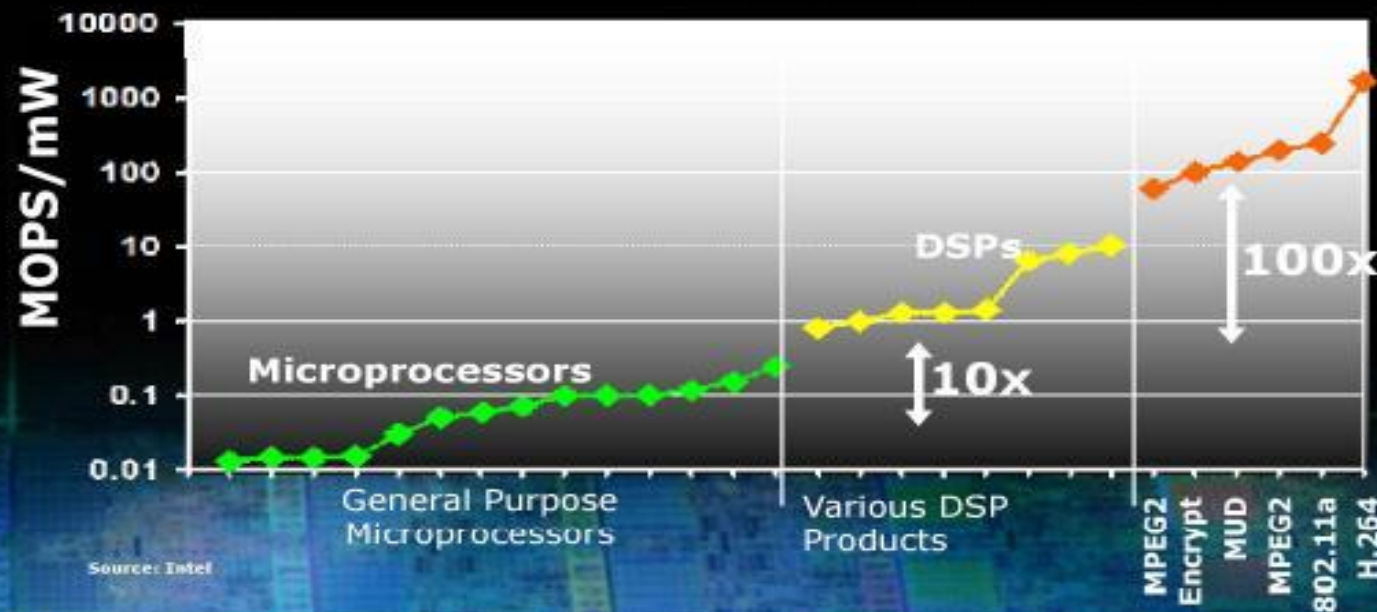 MOPS/mW
10000
1000
100
10
1
0.1
0.01
Microprocessors
DSPs
10x
100x
General Purpose
Microprocessors
Various DSP
Products
MPEG2
Encrypt
MUD
MPEG2
802.11a
H.264
Source: Intel